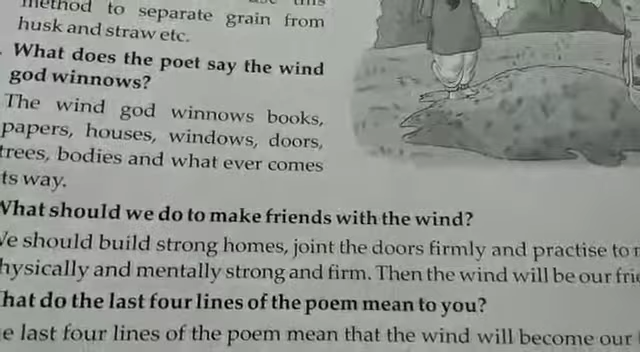 method to separate grain from
husk and straw etc.
What does the poet say the wind
god winnows?
The wind god winnows books,
papers, houses, windows, doors,
trees, bodies and what ever comes
ts way.
What should we do to make friends with the wind?
We should build strong homes, joint the doors firmly and practise to
hysically and mentally strong and firm. Then the wind will be our
hat do the last four lines of the poem mean to you?
e last four lines of the poem mean that the wind will become our